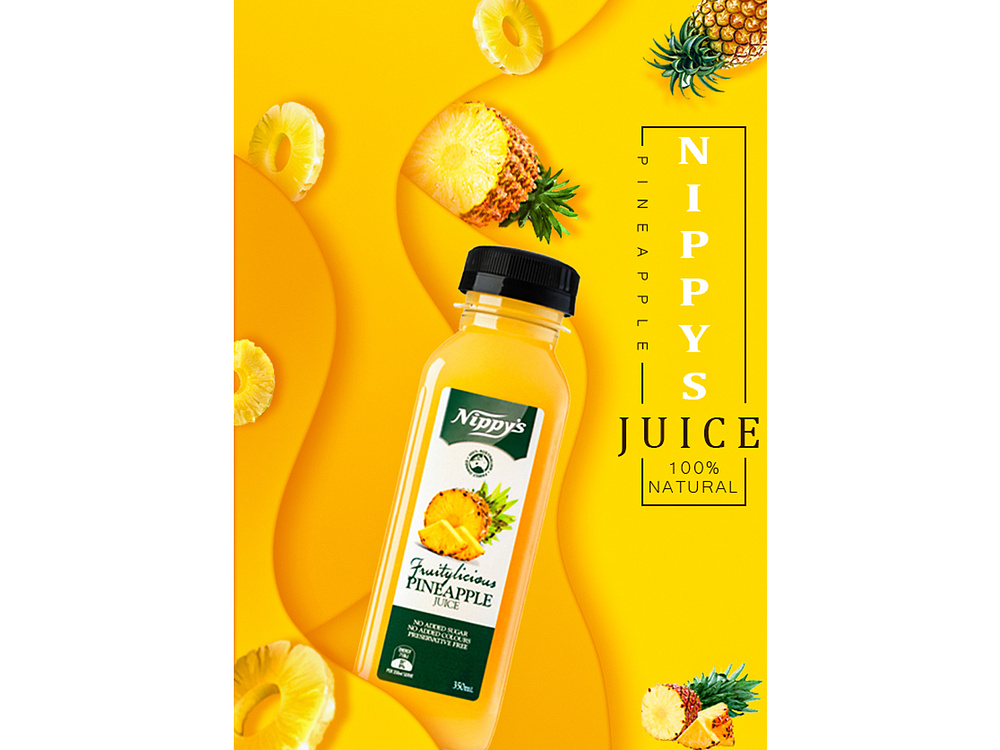 PINEAPPLE
NIPPYS
JUICE
100%
NATURAL
Nippy's
Fruitylicious
PINEAPPLE
JUICE
NO ADDED SUGAR
NO ADDED COLOURS
PRESERVATIVE FREE
350mL